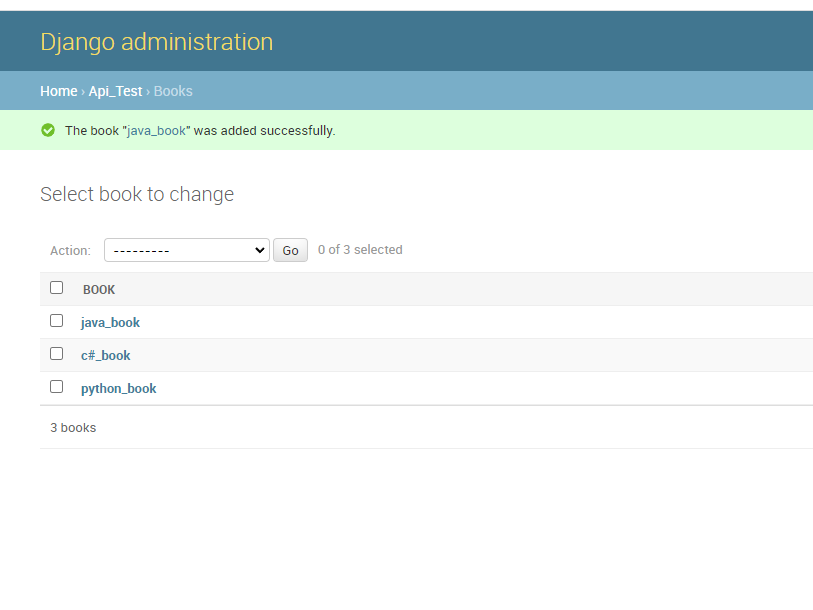 Django administration
Home › Api_Test › Books
The book "java_book" was added successfully.
Select book to change
Action: --------- Go 0 of 3 selected
BOOK
java_book
c#_book
python_book
3 books